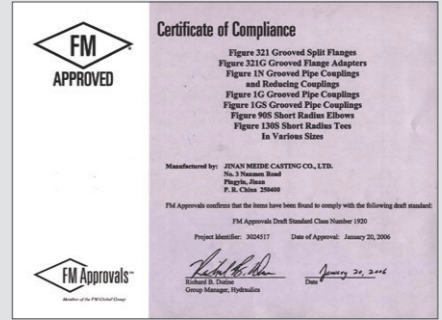 FM
APPROVED
Certificate of Compliance
Figure 321 Grooved Split Flanges
Figure 321G Grooved Flange Adapters
Figure 1N Grooved Pipe Couplings
and Reducing Couplings
Figure 1G Grooved Pipe Couplings
Figure 1GS Grooved Pipe Couplings
Figure 90S Short Radius Elbows
Figure 130S Short Radius Tees
In Various Sizes
Manufactured by: JINAN MEIDE CASTING CO., LTD.
No. 3 Nanmen Road
Pingyin, Jinan
P. R. China 250400
FM Approvals confirms that the items have been found to comply with the following draft standard:
FM Approvals Draft Standard Class Number 1920
Project Identifier: 3024517 Date of Approval: January 20, 2006
January 20, 2006
Richard B. Dunne Date
Group Manager, Hydraulics
FM Approvals
Member of the FM Global Group